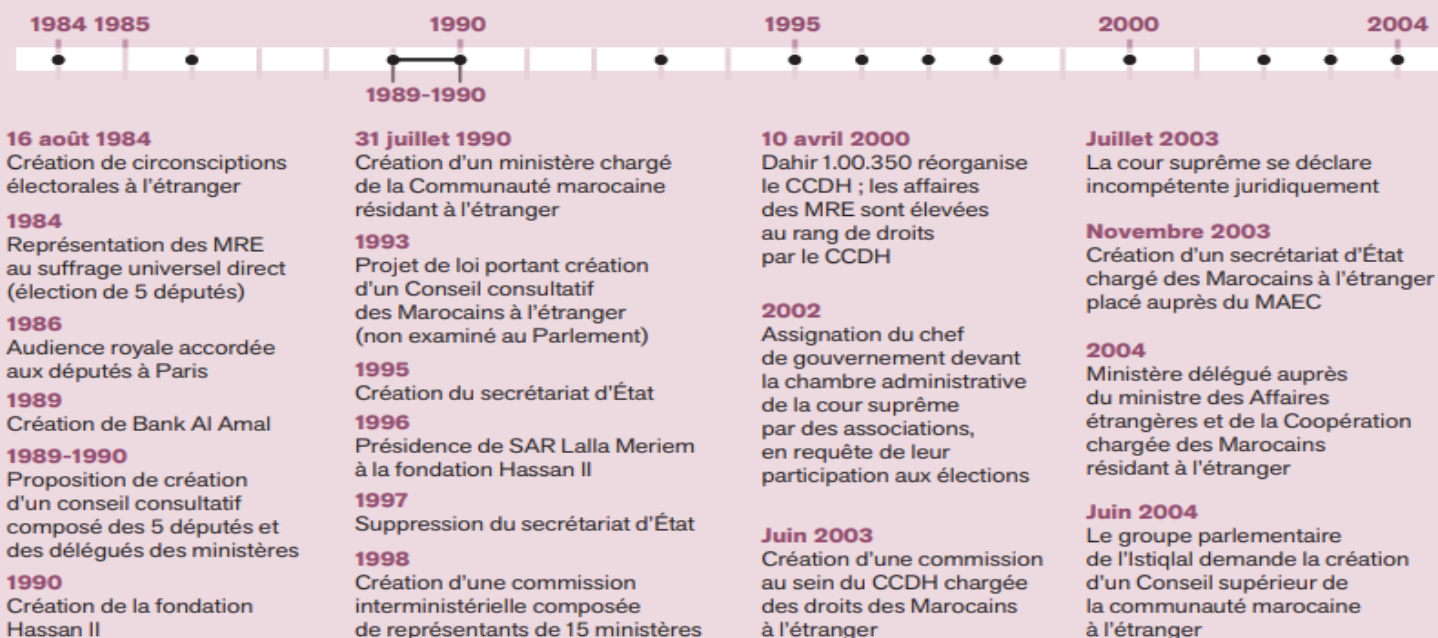 1984 1985 1990 1995 2000 2004
1989-1990
16 août 1984
Création de circonsciptions
électorales à l'étranger
1984
Représentation des MRE
au suffrage universel direct
(élection de 5 députés)
1986
Audience royale accordée
aux députés à Paris
1989
Création de Bank Al Amal
1989-1990
Proposition de création
d'un conseil consultatif
composé des 5 députés et
des délégués des ministères
1990
Création de la fondation
Hassan II
31 juillet 1990
Création d'un ministère chargé
de la Communauté marocaine
résidant à l'étranger
1993
Projet de loi portant création
d'un Conseil consultatif
des Marocains à l'étranger
(non examiné au Parlement)
1995
Création du secrétariat d'État
1996
Présidence de SAR Lalla Meriem
à la fondation Hassan II
1997
Suppression du secrétariat d'État
1998
Création d'une commission
interministérielle composée
de représentants de 15 ministères
10 avril 2000
Dahir 1.00.350 réorganise
le CCDH ; les affaires
des MRE sont élevées
au rang de droits
par le CCDH
2002
Assignation du chef
de gouvernement devant
la chambre administrative
de la cour suprême
par des associations,
en requête de leur
participation aux élections
Juin 2003
Création d'une commission
au sein du CCDH chargée
des droits des Marocains
à l'étranger
Juillet 2003
La cour suprême se déclare
incompétente juridiquement
Novembre 2003
Création d'un secrétariat d'État
chargé des Marocains à l'étranger
placé auprès du MAEC
2004
Ministère délégué auprès
du ministre des Affaires
étrangères et de la Coopération
chargée des Marocains
résidant à l'étranger
Juin 2004
Le groupe parlementaire
de l'Istiqlal demande la création
d'un Conseil supérieur de
la communauté marocaine
à l'étranger